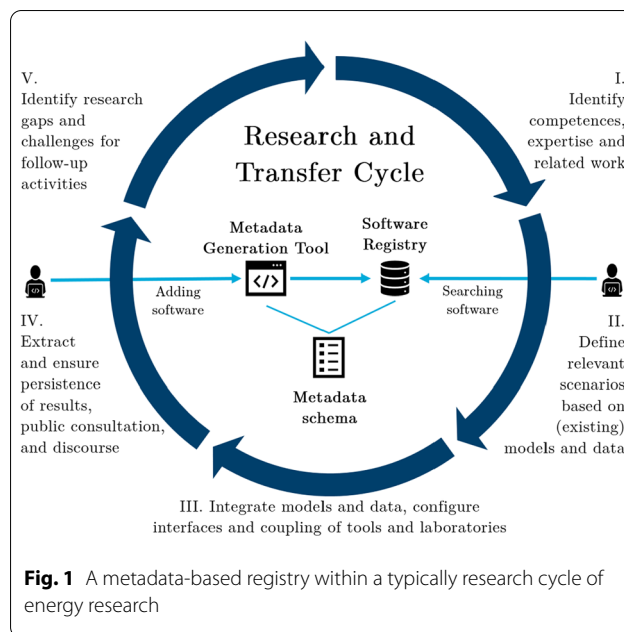 V.
Identify research
gaps and
challenges for
follow-up
activities
I.
Identify
competences,
expertise and
related work
Research and
Transfer Cycle
Metadata
Generation Tool
Software
Registry
</>
Adding
software
Searching
software
Metadata
schema
IV.
Extract
and ensure
persistence
of results,
public consultation,
and discourse
II.
Define
relevant
scenarios
based on
(existing)
models and data
III. Integrate models and data, configure
interfaces and coupling of tools and laboratories
Fig. 1 A metadata-based registry within a typically research cycle of
energy research